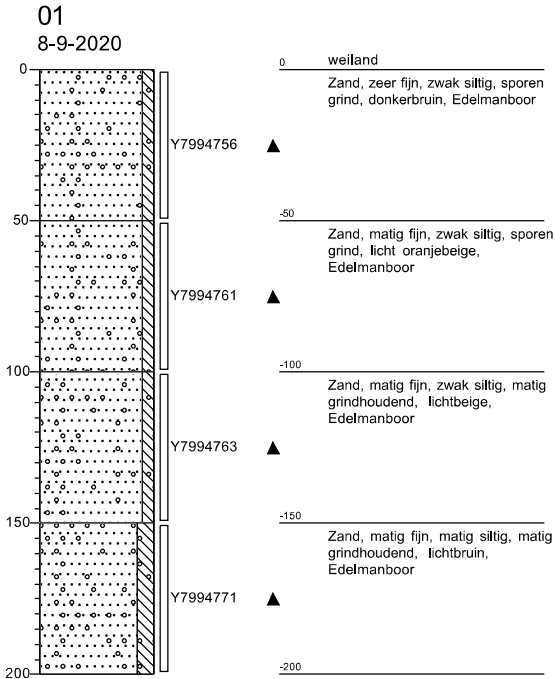 01
8-9-2020
0
50
100
150
200
Y7994756
Y7994761
Y7994763
Y7994771
0
weiland
Zand, zeer fijn, zwak siltig, sporen
grind, donkerbruin, Edelmanboor
-50
Zand, matig fijn, zwak siltig, sporen
grind, licht oranjebeige,
Edelmanboor
-100
Zand, matig fijn, zwak siltig, matig
grindhoudend, lichtbeige,
Edelmanboor
-150
Zand, matig fijn, matig siltig, matig
grindhoudend, lichtbruin,
Edelmanboor
-200